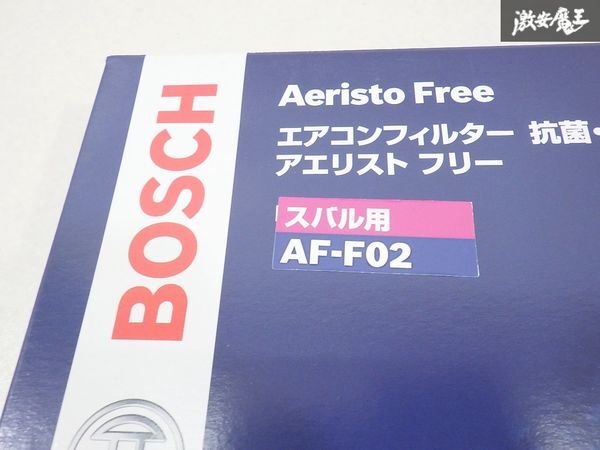 激安魔王
BOSCH
Aeristo Free
エアコンフィルター 抗菌・
アエリスト フリー
スバル用
AF-F02